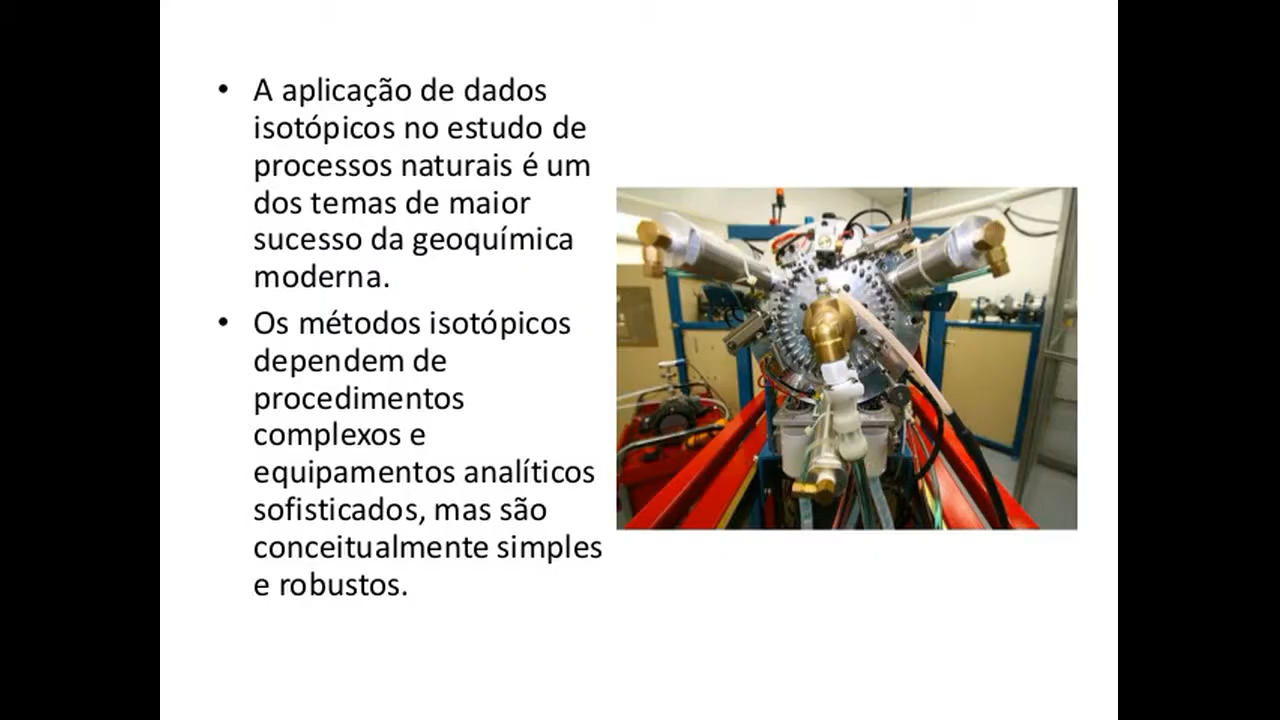 • A aplicação de dados
isotópicos no estudo de
processos naturais é um
dos temas de maior
sucesso da geoquímica
moderna.
• Os métodos isotópicos
dependem de
procedimentos
complexos e
equipamentos analíticos
sofisticados, mas são
conceitualmente simples
e robustos.